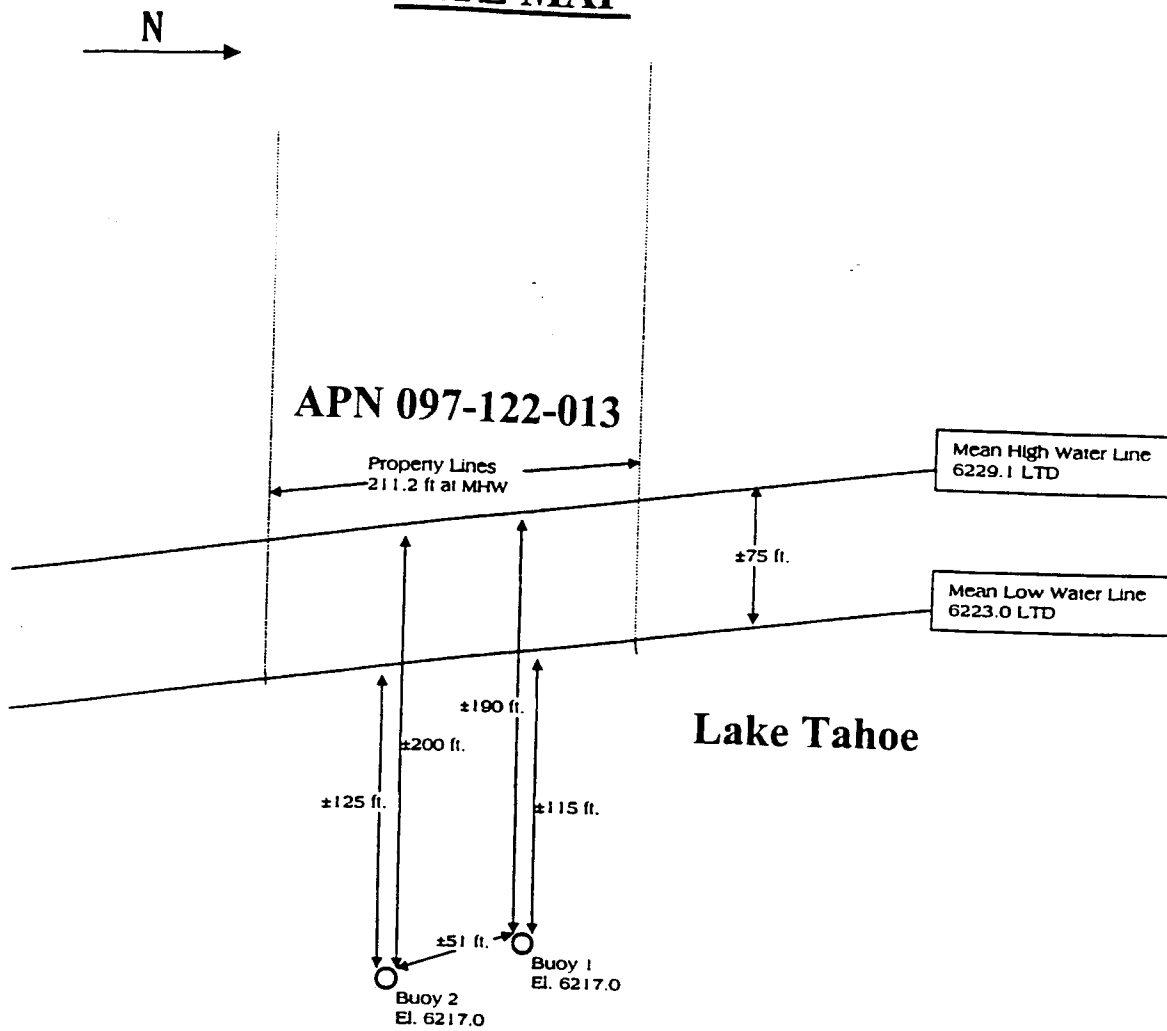 MAP
N
APN 097-122-013
Property Lines
211.2 ft at MHW
Mean High Water Line
6229.1 LTD
±75 ft.
Mean Low Water Line
6223.0 LTD
±190 ft.
Lake Tahoe
±200 ft.
±125 ft.
±115 ft.
±51 ft.
Buoy 1
El. 6217.0
Buoy 2
El. 6217.0